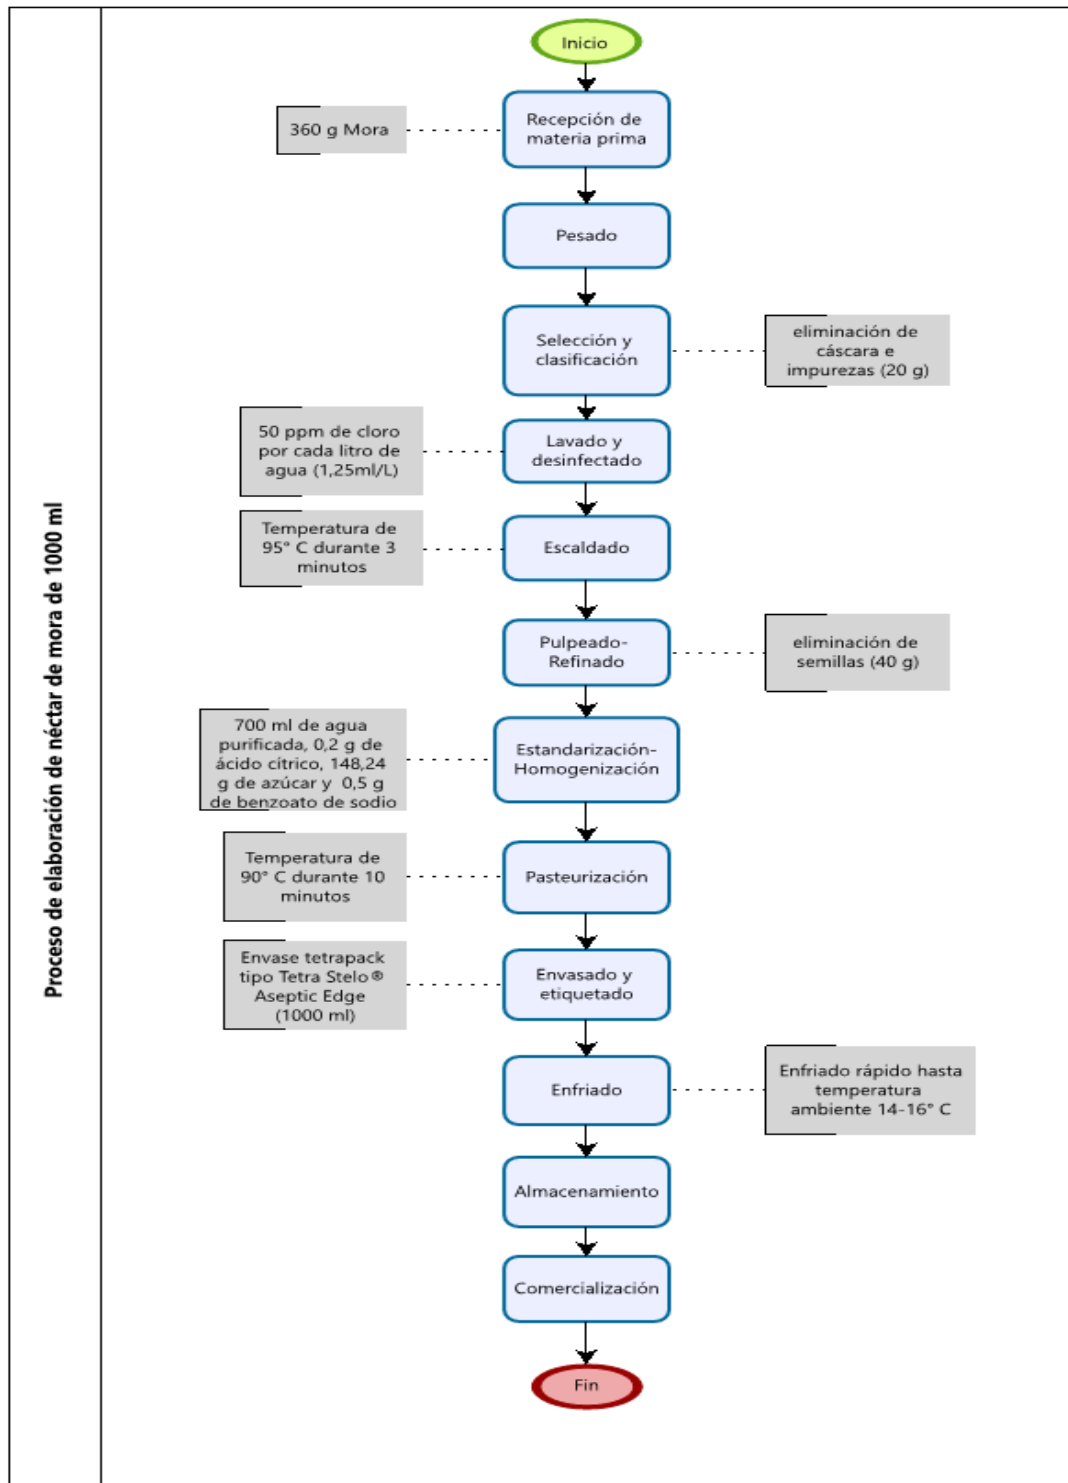 Proceso de elaboración de néctar de mora de 1000 ml
Inicio
360 g Mora
Recepción de
materia prima
Pesado
Selección y
clasificación
eliminación de
cáscara e
impurezas (20 g)
50 ppm de cloro
por cada litro de
agua (1,25ml/L)
Lavado y
desinfectado
Temperatura de
95° C durante 3
minutos
Escaldado
Pulpeado-
Refinado
eliminación de
semillas (40 g)
700 ml de agua
purificada, 0,2 g de
ácido cítrico, 148,24
g de azúcar y 0,5 g
de benzoato de sodio
Estandarización-
Homogenización
Temperatura de
90° C durante 10
minutos
Pasteurización
Envase tetrapack
tipo Tetra Stelo®
Aseptic Edge
(1000 ml)
Envasado y
etiquetado
Enfriado
Enfriado rápido hasta
temperatura
ambiente 14-16° C
Almacenamiento
Comercialización
Fin